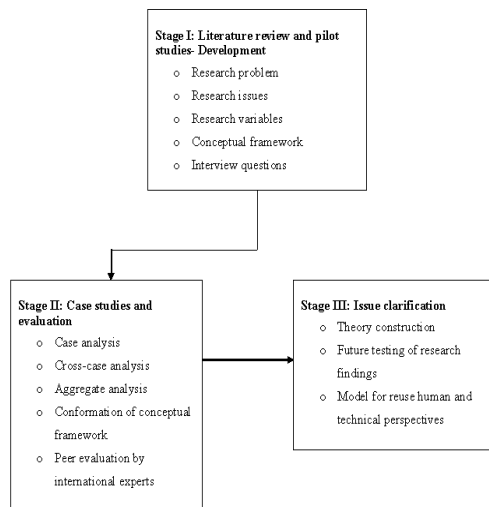 Stage I: Literature review and pilot
studies- Development
o Research problem
o Research issues
o Research variables
o Conceptual framework
o Interview questions
Stage II: Case studies and
evaluation
o Case analysis
o Cross-case analysis
o Aggregate analysis
o Conformation of conceptual
framework
o Peer evaluation by
international experts
Stage III: Issue clarification
o Theory construction
o Future testing of research
findings
o Model for reuse human and
technical perspectives